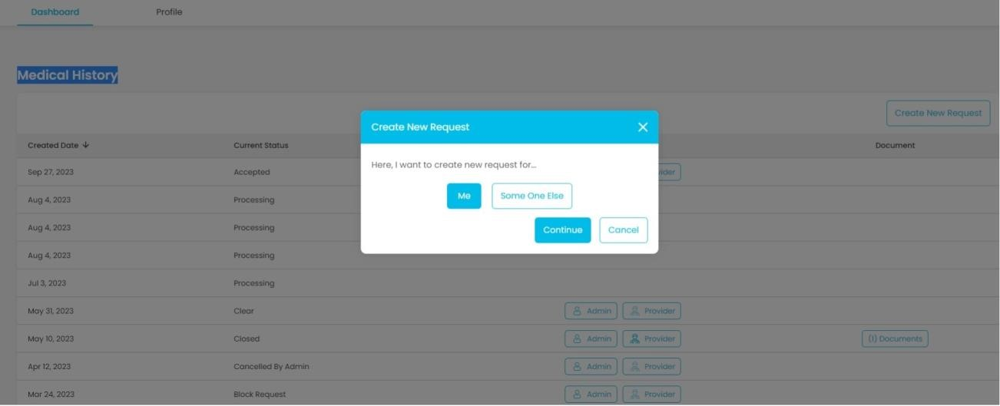 Dashboard Profile
Medical History
Create New Request
Create New Request
Created Date Current Status Document
Here, I want to create new request for...
Sep 27, 2023 Accepted
Me Some One Else
Aug 4, 2023 Processing
Aug 4, 2023 Processing
Continue Cancel
Aug 4, 2023 Processing
Jul 3, 2023 Processing
May 31, 2023 Clear Admin Provider
May 10, 2023 Closed Admin Provider (1) Documents
Apr 12, 2023 Cancelled By Admin Admin Provider
Mar 24, 2023 Block Request Admin Provider